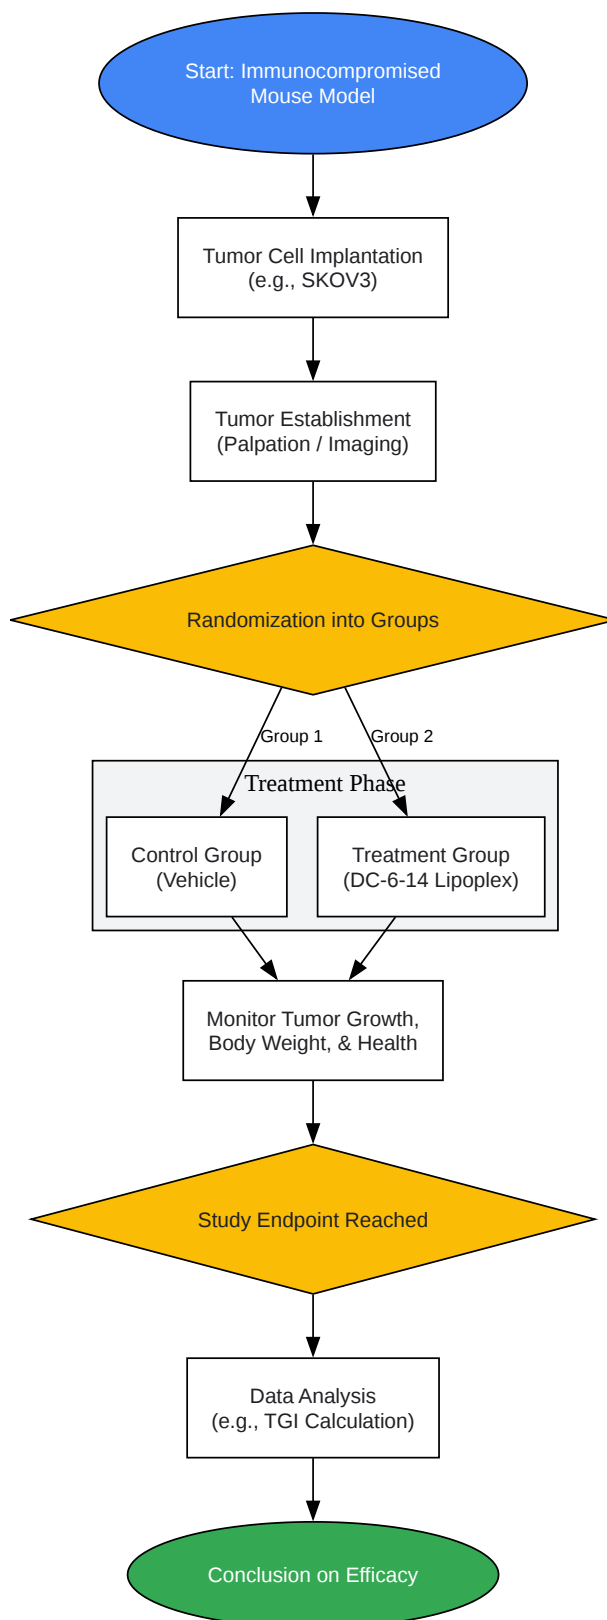 Start: Immunocompromised
Mouse Model
Tumor Cell Implantation
(e.g., SKOV3)
Tumor Establishment
(Palpation / Imaging)
Randomization into Groups
Group 1
Group 2
Treatment Phase
Control Group
(Vehicle)
Treatment Group
(DC-6-14 Lipoplex)
Monitor Tumor Growth,
Body Weight, & Health
Study Endpoint Reached
Data Analysis
(e.g., TGI Calculation)
Conclusion on Efficacy